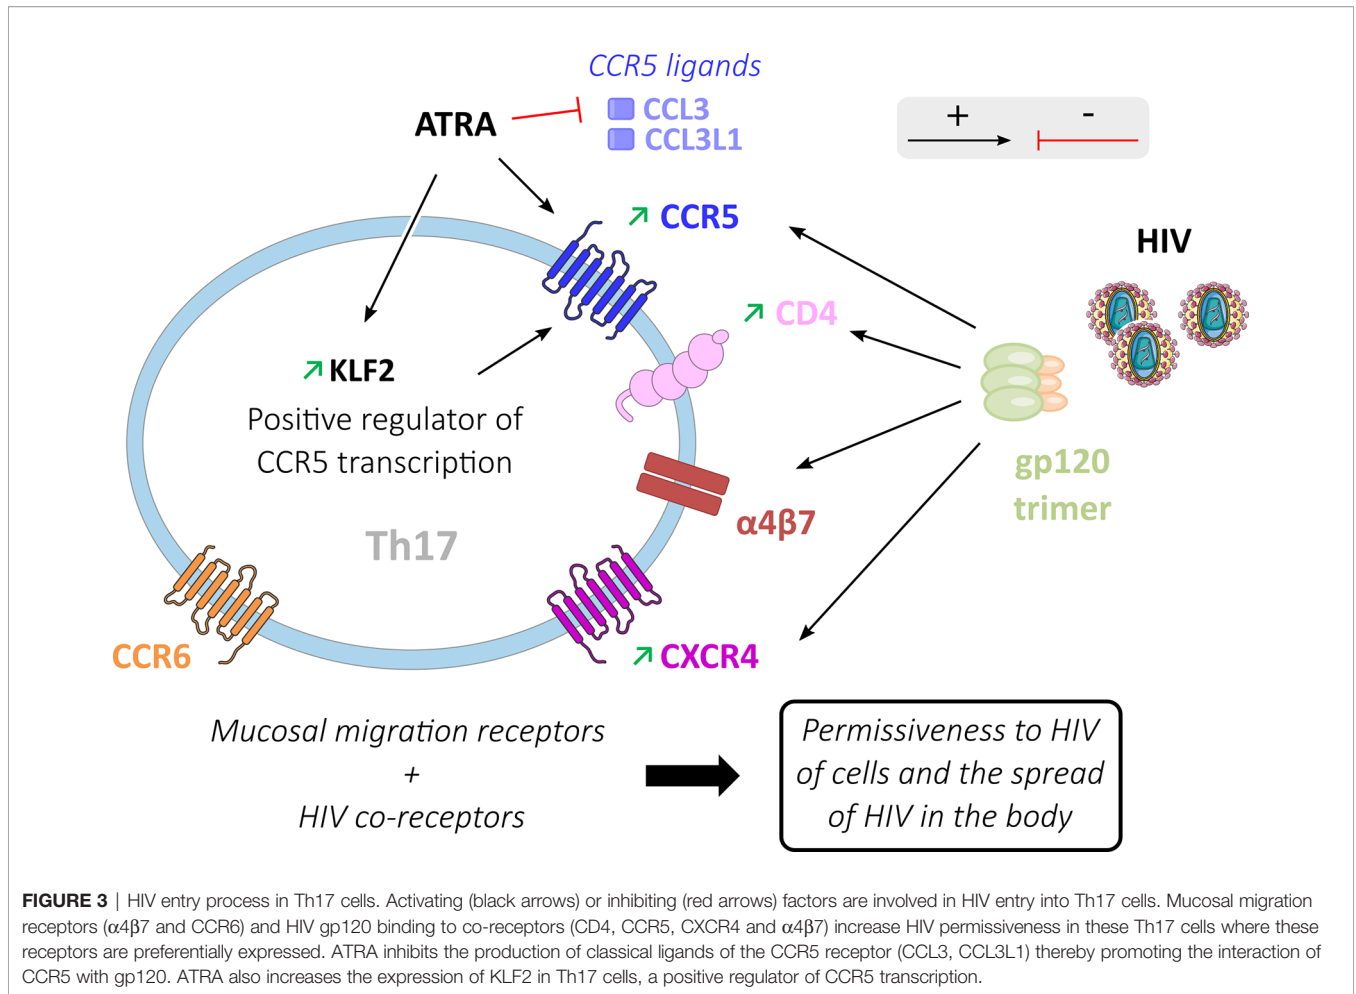 CCR5 ligands
CCL3
CCL3L1
ATRA
+ -
CCR5
HIV
CD4
KLF2
Positive regulator of
CCR5 transcription
gp120
trimer
α4β7
Th17
CCR6
CXCR4
Mucosal migration receptors
+
HIV co-receptors
Permissiveness to HIV
of cells and the spread
of HIV in the body
FIGURE 3 | HIV entry process in Th17 cells. Activating (black arrows) or inhibiting (red arrows) factors are involved in HIV entry into Th17 cells. Mucosal migration
receptors (α4β7 and CCR6) and HIV gp120 binding to co-receptors (CD4, CCR5, CXCR4 and α4β7) increase HIV permissiveness in these Th17 cells where these
receptors are preferentially expressed. ATRA inhibits the production of classical ligands of the CCR5 receptor (CCL3, CCL3L1) thereby promoting the interaction of
CCR5 with gp120. ATRA also increases the expression of KLF2 in Th17 cells, a positive regulator of CCR5 transcription.